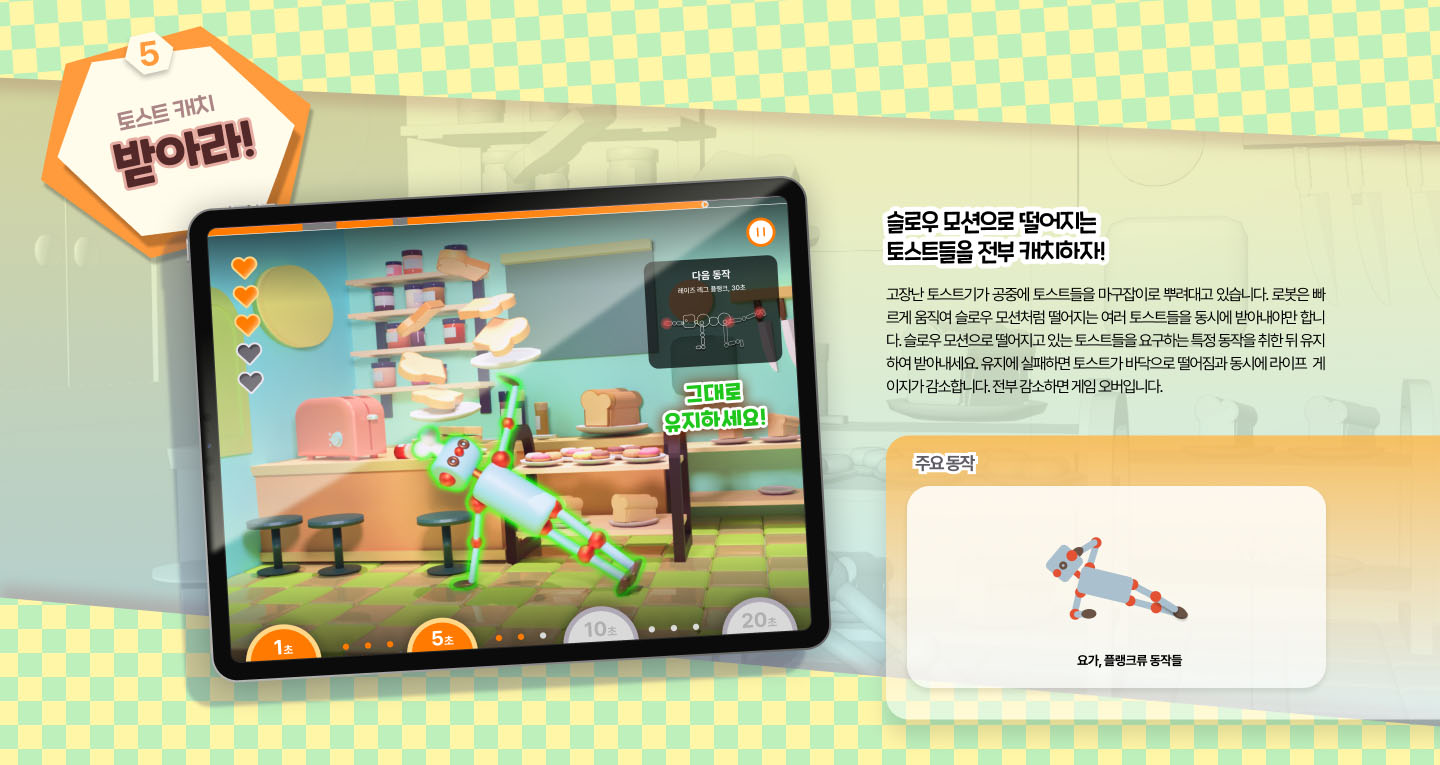 5
토스트 캐치
받아라!
다음 동작
레이즈 레그 플랭크, 30초
그대로
유지하세요!
1초
5초
10초
20초
슬로우 모션으로 떨어지는
토스트들을 전부 캐치하자!
고장난 토스트기가 공중에 토스트들을 마구잡이로 뿌려대고 있습니다. 로봇은 빠
르게 움직여 슬로우 모션처럼 떨어지는 여러 토스트들을 동시에 받아내야만 합니
다. 슬로우 모션으로 떨어지고 있는 토스트들을 요구하는 특정 동작을 취한 뒤 유지
하여 받아내세요. 유지에 실패하면 토스트가 바닥으로 떨어짐과 동시에 라이프 게
이지가 감소합니다. 전부 감소하면 게임 오버입니다.
주요 동작
요가, 플랭크류 동작들